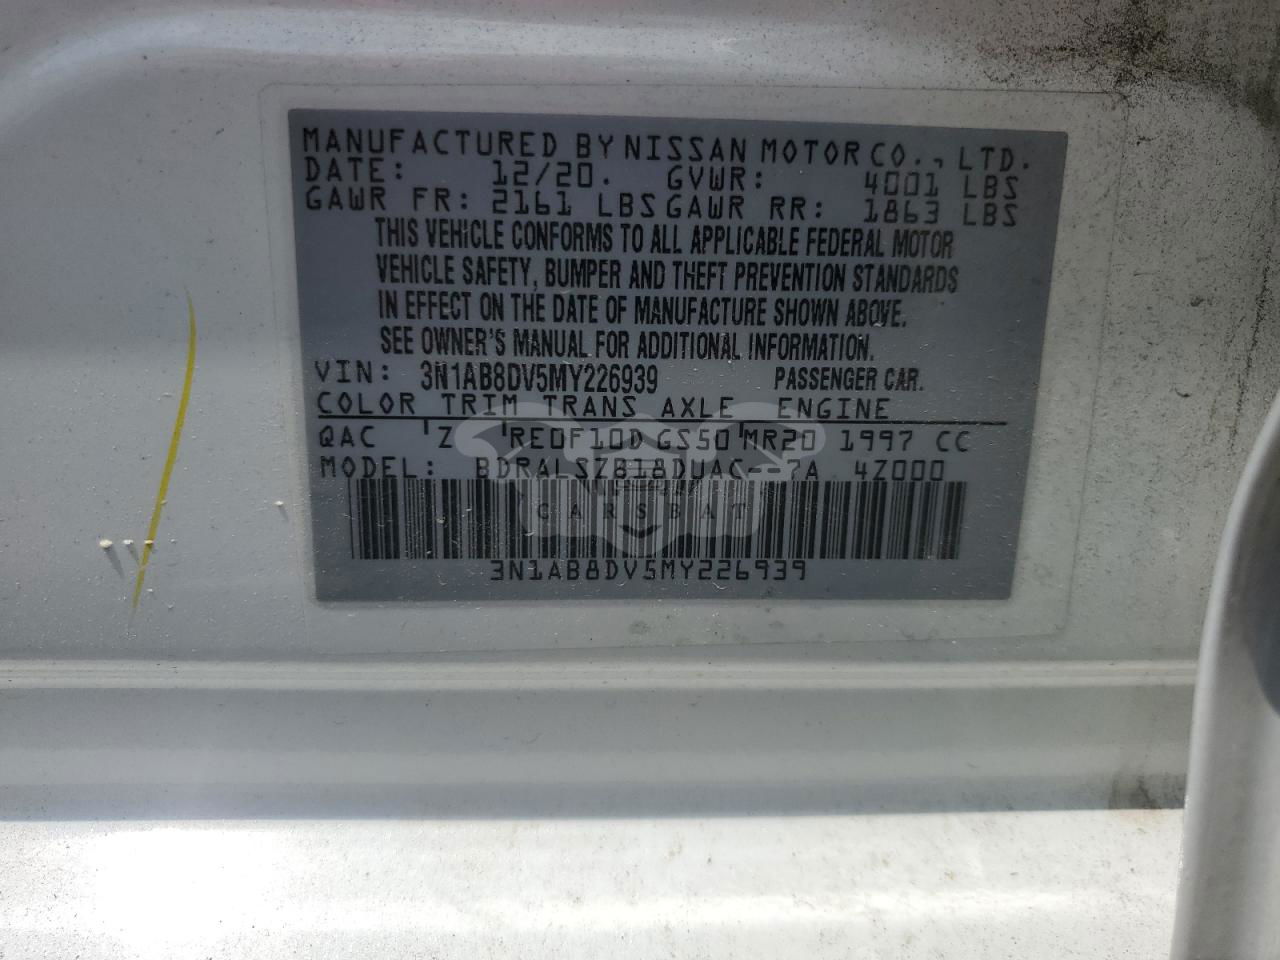 MANUFACTURED BY NISSAN MOTOR CO., LTD.
DATE: 12/20. GVWR: 4001 LBS
GAWR FR: 2161 LBS GAWR RR: 1863 LBS
THIS VEHICLE CONFORMS TO ALL APPLICABLE FEDERAL MOTOR
VEHICLE SAFETY, BUMPER AND THEFT PREVENTION STANDARDS
IN EFFECT ON THE DATE OF MANUFACTURE SHOWN ABOVE.
SEE OWNER'S MANUAL FOR ADDITIONAL INFORMATION.
VIN: 3N1AB8DV5MY226939 PASSENGER CAR.
COLOR TRIM TRANS AXLE ENGINE
QAC 'Z 'RE0F10D GS50'MR20 1997 CC
MODEL: BDRALSZB18DUAC--7A 4Z000
CARSBAT
3N1AB8DV5MY226939